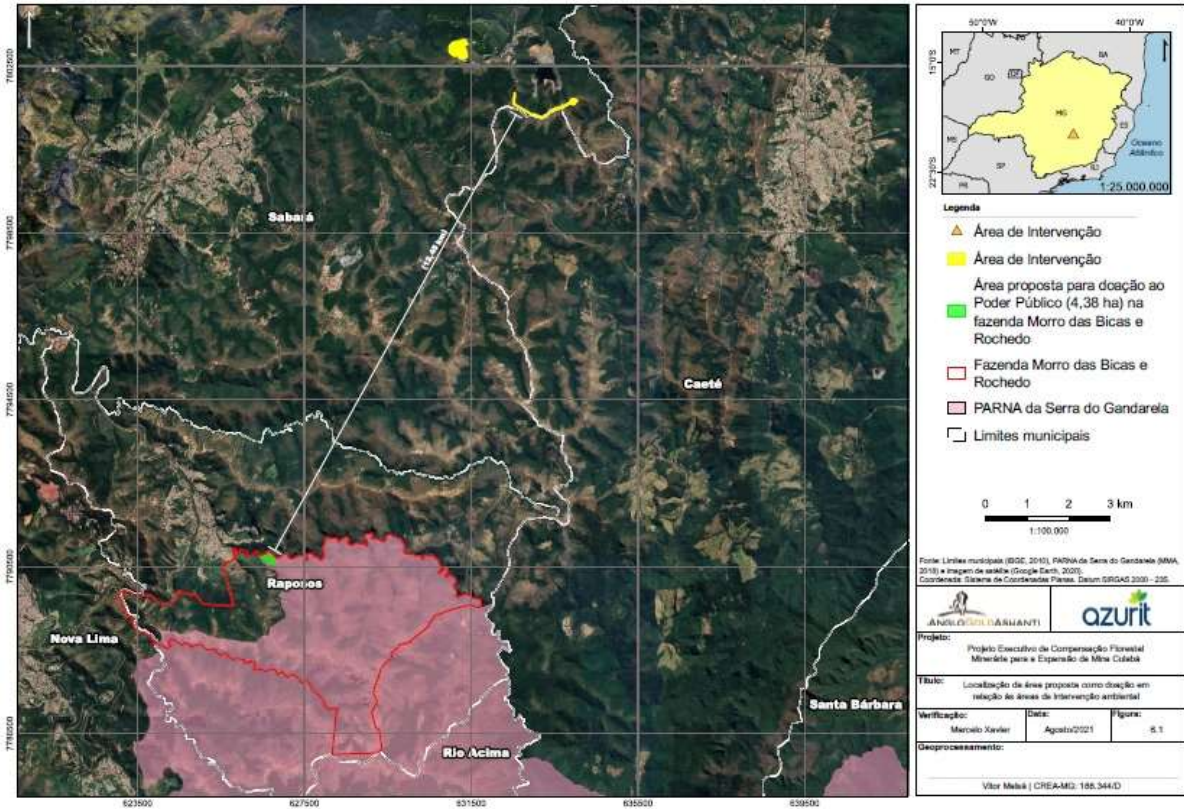 7802500
7798500
7794500
7790500
7786500
623500
627500
631500
635500
639500
Sabará
Caeté
Raposos
Nova Lima
Rio Acima
Santa Bárbara
50°0'W
40°0'W
15°0'S
22°30'S
MT
GO
BA
MG
ES
MS
SP
RJ
PR
Oceano
Atlântico
1:25.000.000
Legenda
Área de Intervenção
Área de Intervenção
Área proposta para doação ao
Poder Público (4,38 ha) na
fazenda Morro das Bicas e
Rochedo
Fazenda Morro das Bicas e
Rochedo
PARNA da Serra do Gandarela
Limites municipais
0 1 2 3 km
1:100.000
Fonte: Limites municipais (IBGE, 2010), PARNA da Serra do Gandarela (MMA,
2018) e Imagem de satélite (Google Earth, 2020).
Coordenada: Sistema de Coordenadas Planas. Datum SIRGAS 2000 - 23S.
ANGLOGOLDASHANTI
azurit
Projeto:
Projeto Executivo de Compensação Florestal
Minerária para a Expansão de Mina Cuiabá
Título:
Localização da área proposta como doação em
relação às áreas de intervenção ambiental
Verificação:
Marcelo Xavier
Data:
Agosto/2021
Figura:
6.1
Geoprocessamento:
Vitor | CREA-MG: